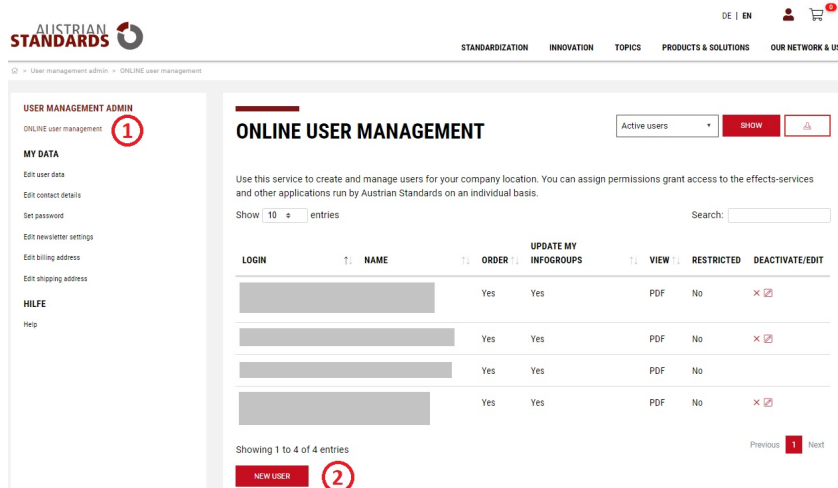 DE | EN
0
AUSTRIAN
STANDARDS
STANDARDIZATION INNOVATION TOPICS PRODUCTS & SOLUTIONS OUR NETWORK & US
> User management admin > ONLINE user management
USER MANAGEMENT ADMIN
ONLINE user management
1
MY DATA
Edit user data
Edit contact details
Set password
Edit newsletter settings
Edit billing address
Edit shipping address
HILFE
Help
ONLINE USER MANAGEMENT
Active users SHOW
Use this service to create and manage users for your company location. You can assign permissions grant access to the effects-services
and other applications run by Austrian Standards on an individual basis.
Show 10 entries Search:
LOGIN NAME ORDER UPDATE MY INFOGROUPS VIEW RESTRICTED DEACTIVATE/EDIT
Yes Yes PDF No
Yes Yes PDF No
Yes Yes PDF No
Yes Yes PDF No
Showing 1 to 4 of 4 entries
Previous 1 Next
NEW USER
2